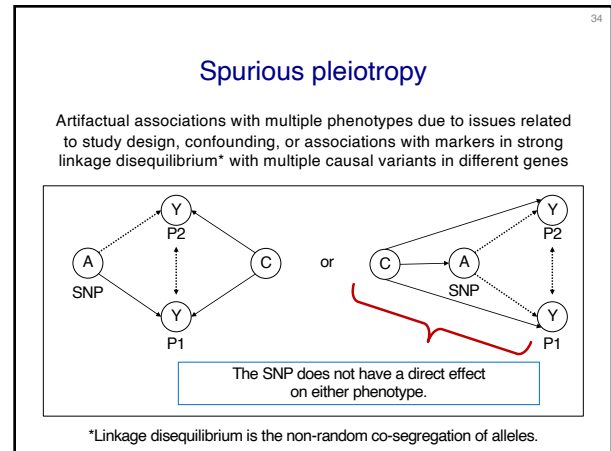 34
Spurious pleiotropy
Artifactual associations with multiple phenotypes due to issues related
to study design, confounding, or associations with markers in strong
linkage disequilibrium* with multiple causal variants in different genes
Y
P2
A
SNP
C
Y
P1
or
C
A
SNP
Y
P2
Y
P1
The SNP does not have a direct effect
on either phenotype.
*Linkage disequilibrium is the non-random co-segregation of alleles.